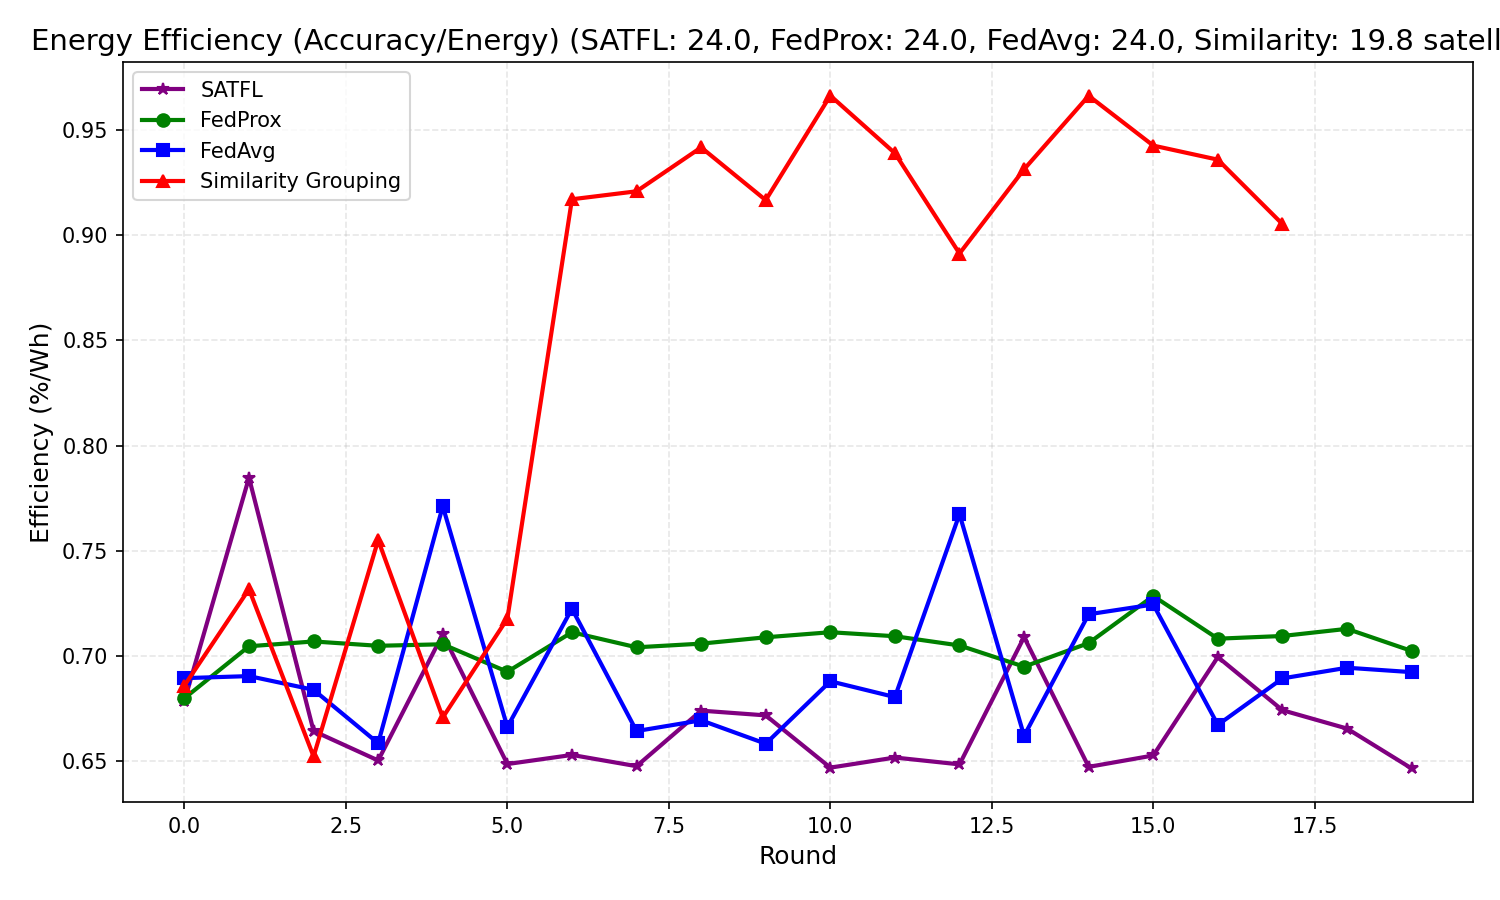 Energy Efficiency (Accuracy/Energy) (SATFL: 24.0, FedProx: 24.0, FedAvg: 24.0, Similarity: 19.8 satell
SATFL
FedProx
FedAvg
Similarity Grouping
Efficiency (%/Wh)
0.95
0.90
0.85
0.80
0.75
0.70
0.65
0.0 2.5 5.0 7.5 10.0 12.5 15.0 17.5
Round